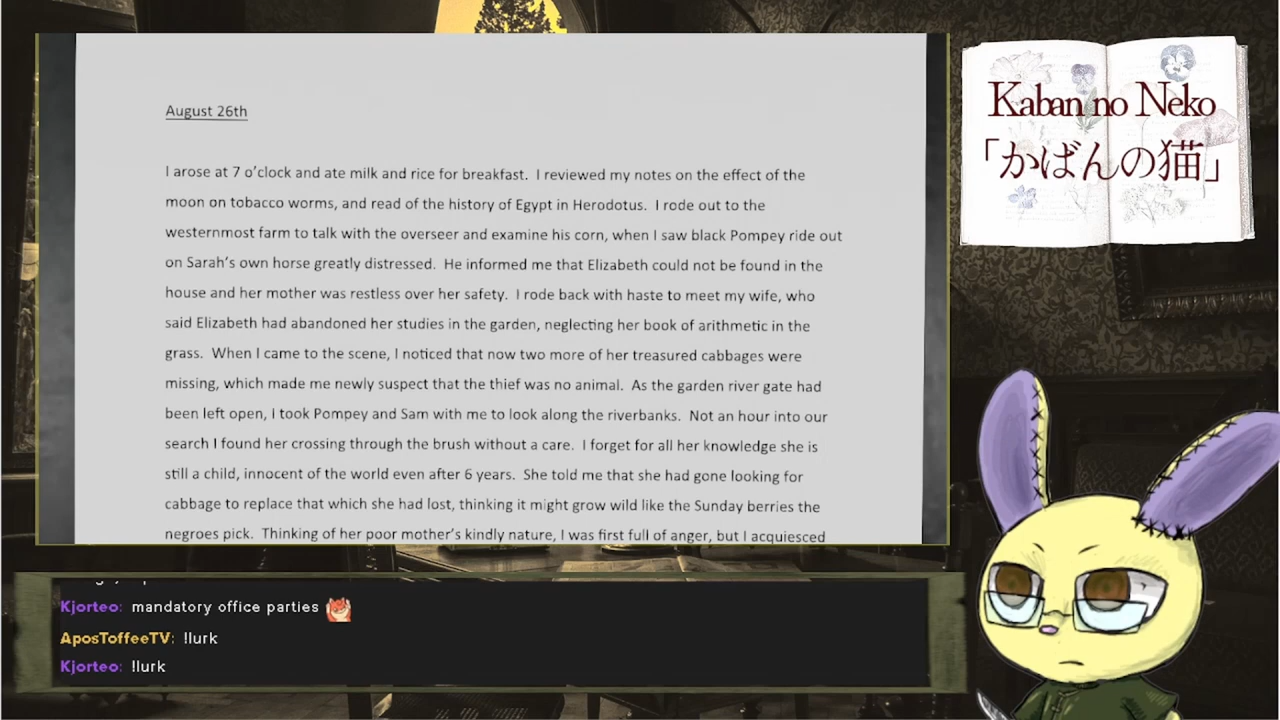 August 26th
I arose at 7 o'clock and ate milk and rice for breakfast.  I reviewed my notes on the effect of the
moon on tobacco worms, and read of the history of Egypt in Herodotus.  I rode out to the
westernmost farm to talk with the overseer and examine his corn, when I saw black Pompey ride out
on Sarah's own horse greatly distressed.  He informed me that Elizabeth could not be found in the
house and her mother was restless over her safety.  I rode back with haste to meet my wife, who
said Elizabeth had abandoned her studies in the garden, neglecting her book of arithmetic in the
grass.  When I came to the scene, I noticed that now two more of her treasured cabbages were
missing, which made me newly suspect that the thief was no animal.  As the garden river gate had
been left open, I took Pompey and Sam with me to look along the riverbanks.  Not an hour into our
search I found her crossing through the brush without a care.  I forget for all her knowledge she is
still a child, innocent of the world even after 6 years.  She told me that she had gone looking for
cabbage to replace that which she had lost, thinking it might grow wild like the Sunday berries the
negroes pick.  Thinking of her poor mother's kindly nature, I was first full of anger, but I acquiesced
Kaban no Neko
「かばんの猫」
Kjorteo: mandatory office parties
AposToffeeTV: !lurk
Kjorteo: !lurk